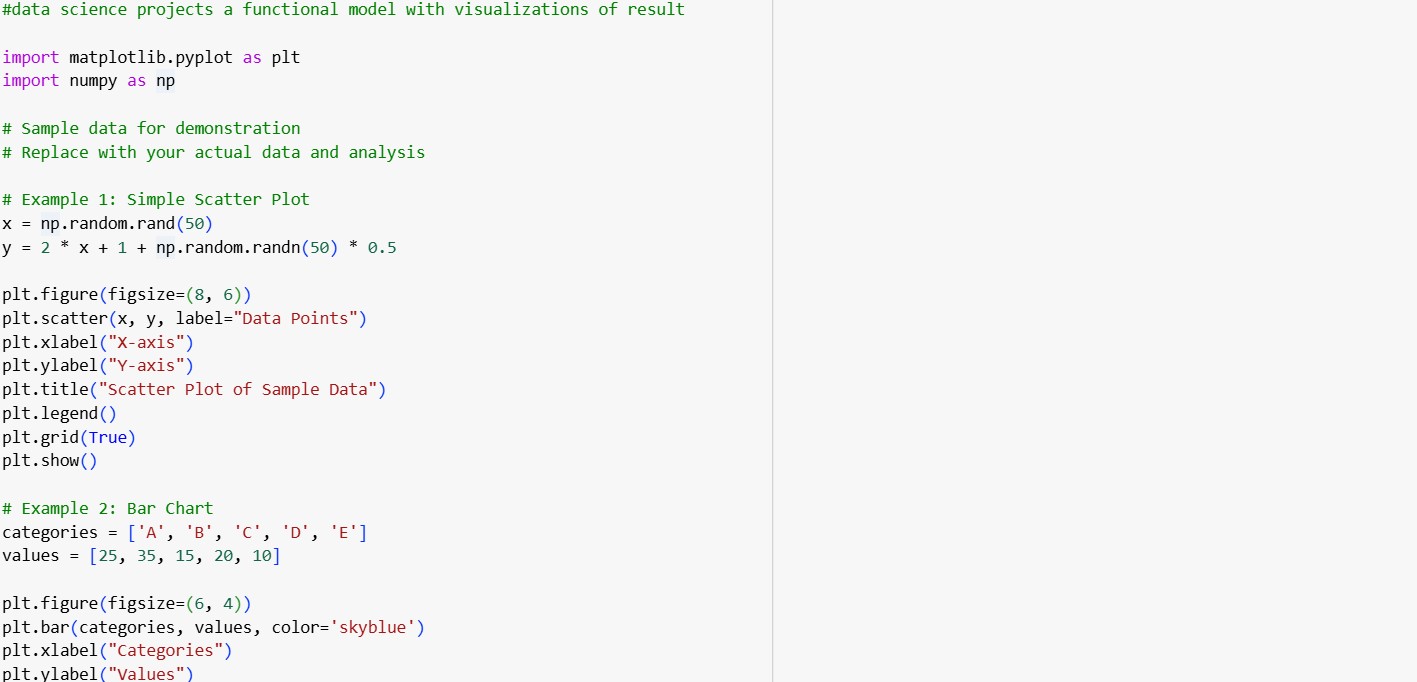 #data science projects a functional model with visualizations of result
import matplotlib.pyplot as plt
import numpy as np
# Sample data for demonstration
# Replace with your actual data and analysis
# Example 1: Simple Scatter Plot
x = np.random.rand(50)
y = 2 * x + 1 + np.random.randn(50) * 0.5
plt.figure(figsize=(8, 6))
plt.scatter(x, y, label="Data Points")
plt.xlabel("X-axis")
plt.ylabel("Y-axis")
plt.title("Scatter Plot of Sample Data")
plt.legend()
plt.grid(True)
plt.show()
# Example 2: Bar Chart
categories = ['A', 'B', 'C', 'D', 'E']
values = [25, 35, 15, 20, 10]
plt.figure(figsize=(6, 4))
plt.bar(categories, values, color='skyblue')
plt.xlabel("Categories")
plt.ylabel("Values")